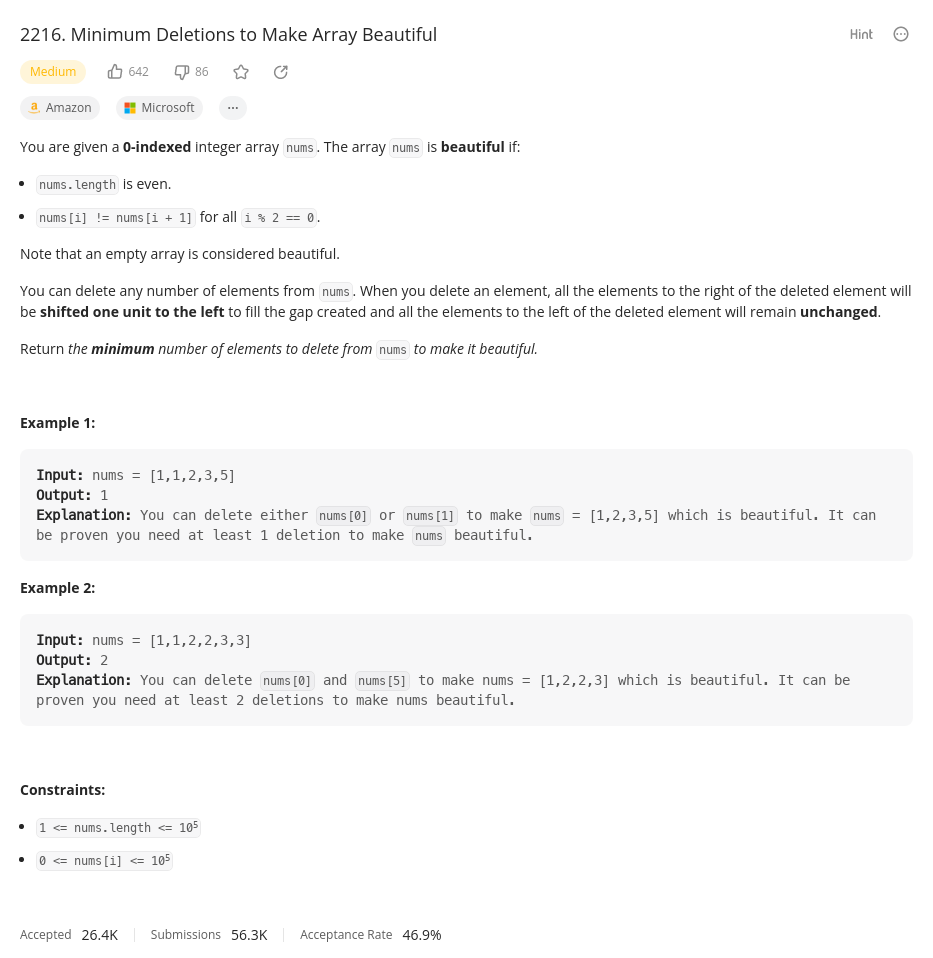 2216. Minimum Deletions to Make Array Beautiful
Hint
Medium
642
86
Amazon
Microsoft
You are given a 0-indexed integer array nums. The array nums is beautiful if:
• nums.length is even.
• nums[i] != nums[i + 1] for all i % 2 == 0.
Note that an empty array is considered beautiful.
You can delete any number of elements from nums. When you delete an element, all the elements to the right of the deleted element will
be shifted one unit to the left to fill the gap created and all the elements to the left of the deleted element will remain unchanged.
Return the minimum number of elements to delete from nums to make it beautiful.
Example 1:
Input: nums = [1,1,2,3,5]
Output: 1
Explanation: You can delete either nums[0] or nums[1] to make nums = [1,2,3,5] which is beautiful. It can
be proven you need at least 1 deletion to make nums beautiful.
Example 2:
Input: nums = [1,1,2,2,3,3]
Output: 2
Explanation: You can delete nums[0] and nums[5] to make nums = [1,2,2,3] which is beautiful. It can be
proven you need at least 2 deletions to make nums beautiful.
Constraints:
• 1 <= nums.length <= 10⁵
• 0 <= nums[i] <= 10⁵
Accepted 26.4K Submissions 56.3K Acceptance Rate 46.9%